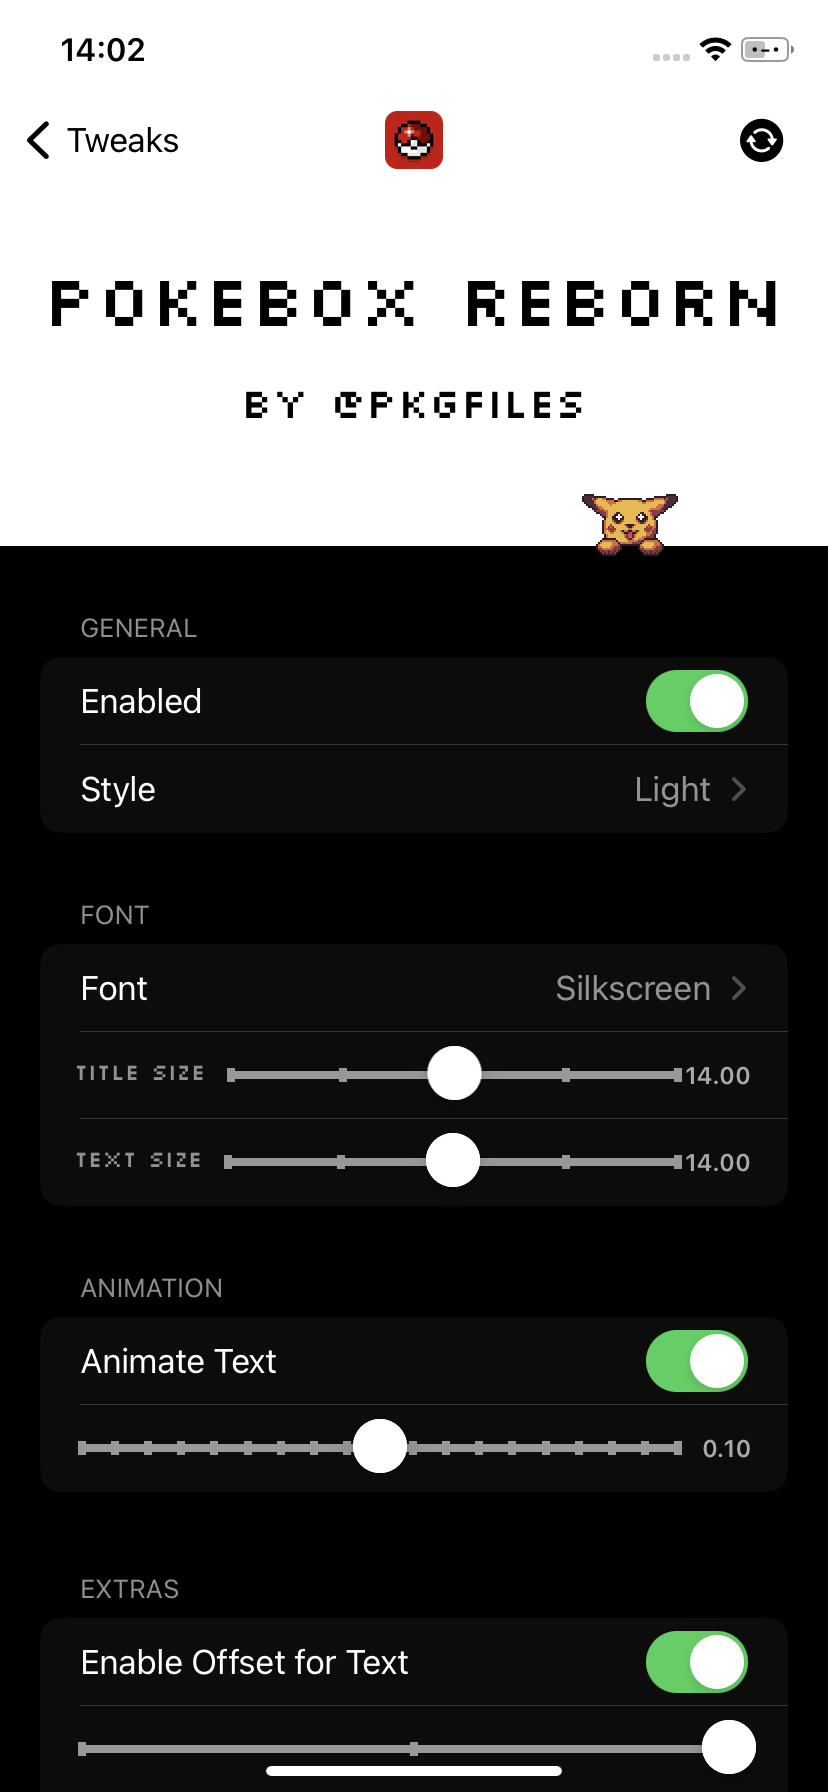 14:02
Tweaks
POKEBOX REBORN
BY @PKGFILES
GENERAL
Enabled
Style Light
FONT
Font Silkscreen
TITLE SIZE 14.00
TEXT SIZE 14.00
ANIMATION
Animate Text
0.10
EXTRAS
Enable Offset for Text